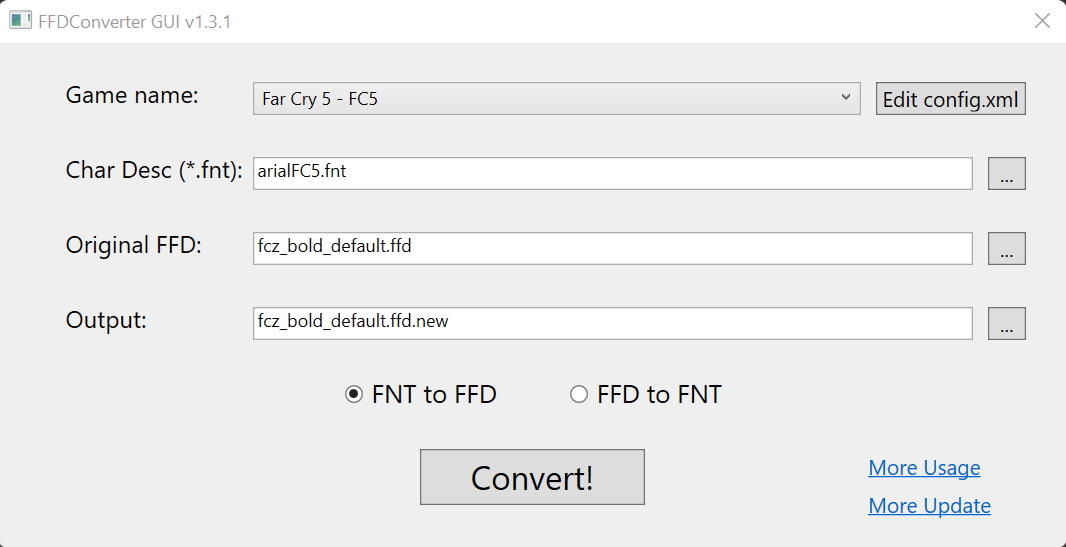 FFDConverter GUI v1.3.1
Game name: Far Cry 5 - FC5 Edit config.xml
Char Desc (*.fnt): arialFC5.fnt ...
Original FFD: fcz_bold_default.ffd ...
Output: fcz_bold_default.ffd.new ...
FNT to FFD FFD to FNT
Convert!
More Usage
More Update